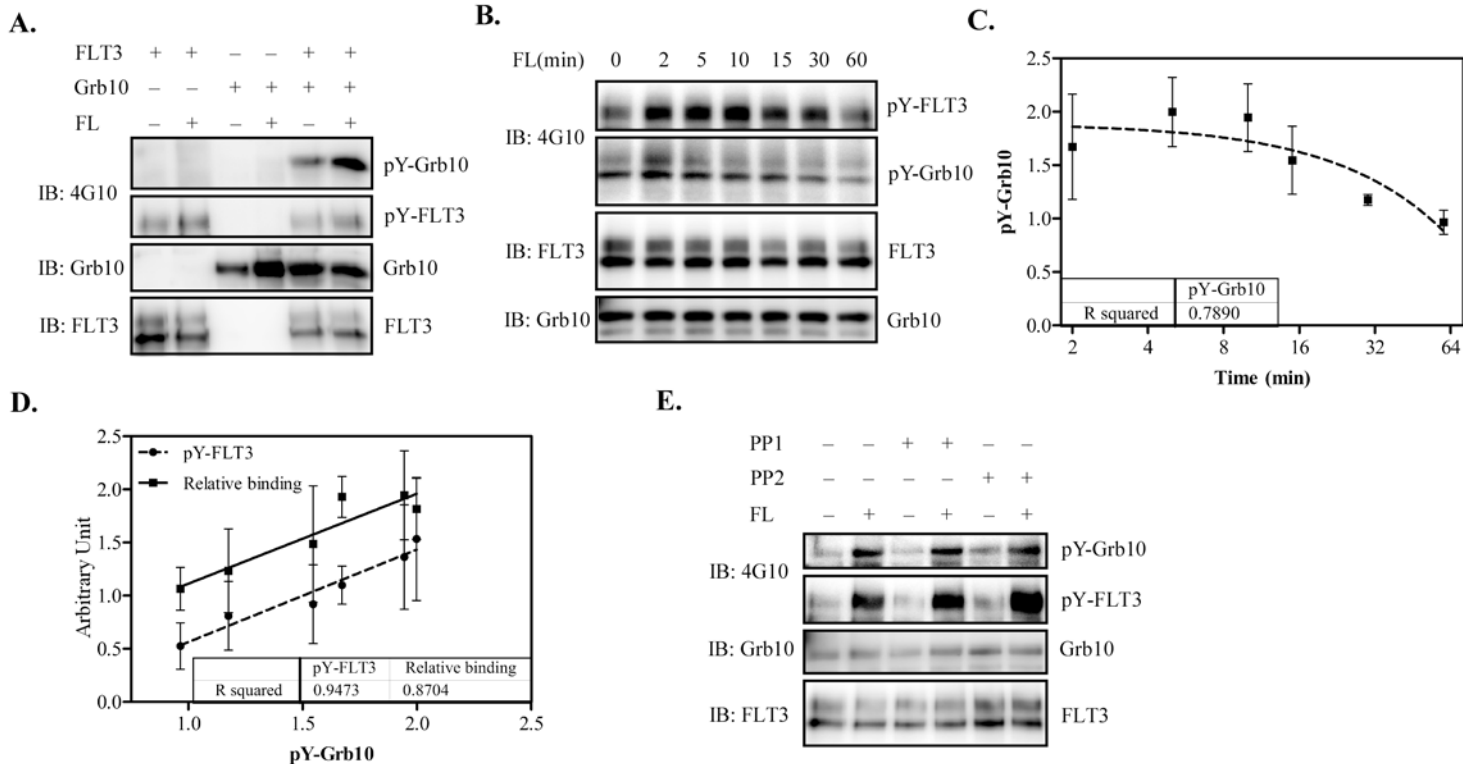 A.
FLT3 + + – – + +
Grb10 – – + + + +
FL – + – + – +
IB: 4G10
pY-Grb10
pY-FLT3
IB: Grb10
Grb10
IB: FLT3
FLT3
B.
FL(min) 0 2 5 10 15 30 60
IB: 4G10
pY-FLT3
pY-Grb10
IB: FLT3
FLT3
IB: Grb10
Grb10
C.
pY-Grb10
2.5
2.0
1.5
1.0
0.5
0.0
pY-Grb10
R squared 0.7890
2 4 8 16 32 64
Time (min)
D.
Arbitrary Unit
2.5
2.0
1.5
1.0
0.5
0.0
pY-FLT3
Relative binding
pY-FLT3 Relative binding
R squared 0.9473 0.8704
1.0 1.5 2.0 2.5
pY-Grb10
E.
PP1 – – + + – –
PP2 – – – – + +
FL – + – + – +
IB: 4G10
pY-Grb10
pY-FLT3
IB: Grb10
Grb10
IB: FLT3
FLT3